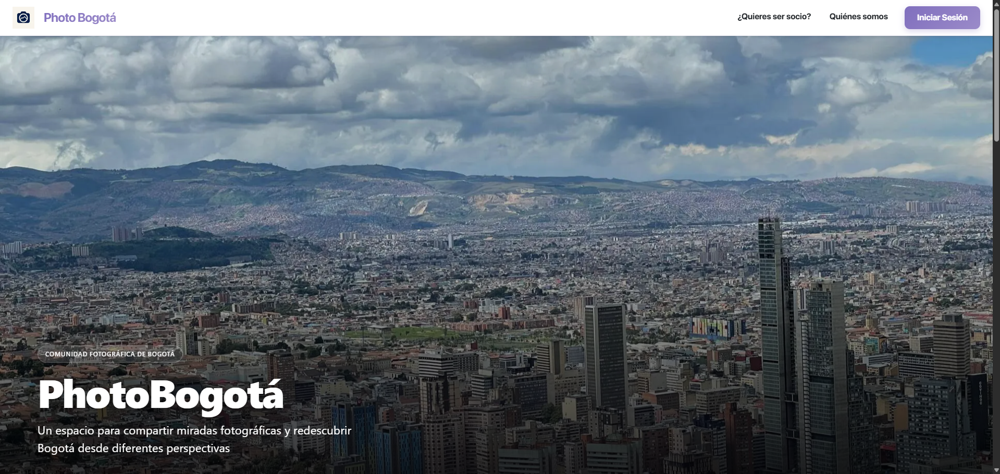 Photo Bogotá
¿Quieres ser socio?
Quiénes somos
Iniciar Sesión
COMUNIDAD FOTOGRÁFICA DE BOGOTÁ
PhotoBogotá
Un espacio para compartir miradas fotográficas y redescubrir
Bogotá desde diferentes perspectivas